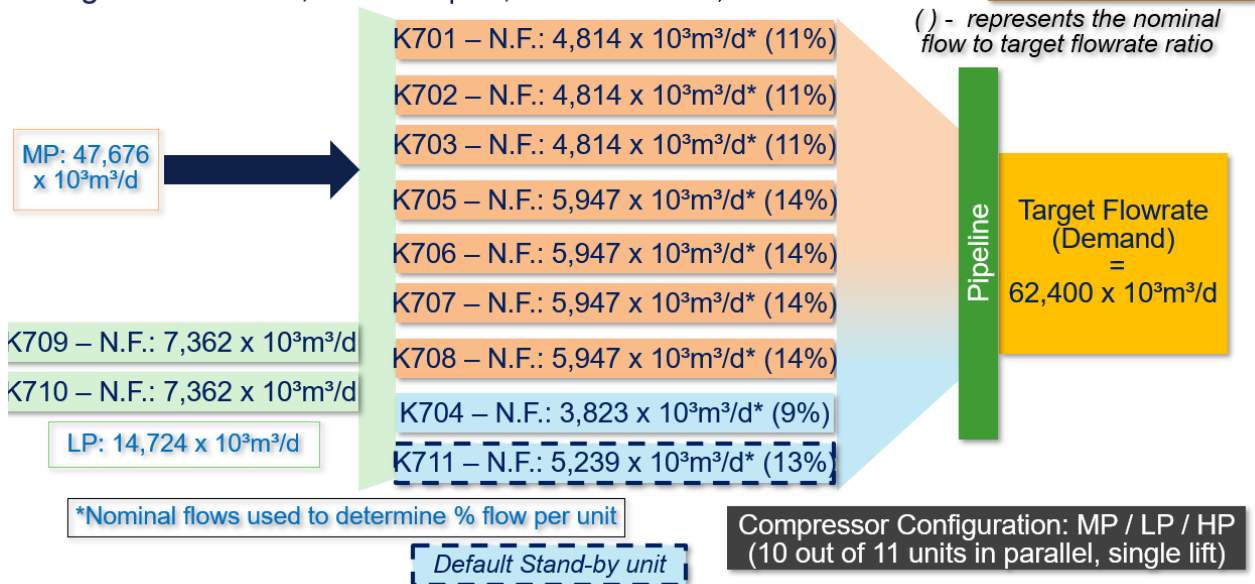 ( ) - represents the nominal
flow to target flowrate ratio
K701 – N.F.: 4,814 x 10³m³/d* (11%)
K702 – N.F.: 4,814 x 10³m³/d* (11%)
K703 – N.F.: 4,814 x 10³m³/d* (11%)
MP: 47,676
x 10³m³/d
K705 – N.F.: 5,947 x 10³m³/d* (14%)
K706 – N.F.: 5,947 x 10³m³/d* (14%)
K707 – N.F.: 5,947 x 10³m³/d* (14%)
K708 – N.F.: 5,947 x 10³m³/d* (14%)
K709 – N.F.: 7,362 x 10³m³/d
K710 – N.F.: 7,362 x 10³m³/d
LP: 14,724 x 10³m³/d
K704 – N.F.: 3,823 x 10³m³/d* (9%)
K711 – N.F.: 5,239 x 10³m³/d* (13%)
Pipeline
Target Flowrate
(Demand)
=
62,400 x 10³m³/d
*Nominal flows used to determine % flow per unit
Default Stand-by unit
Compressor Configuration: MP / LP / HP
(10 out of 11 units in parallel, single lift)